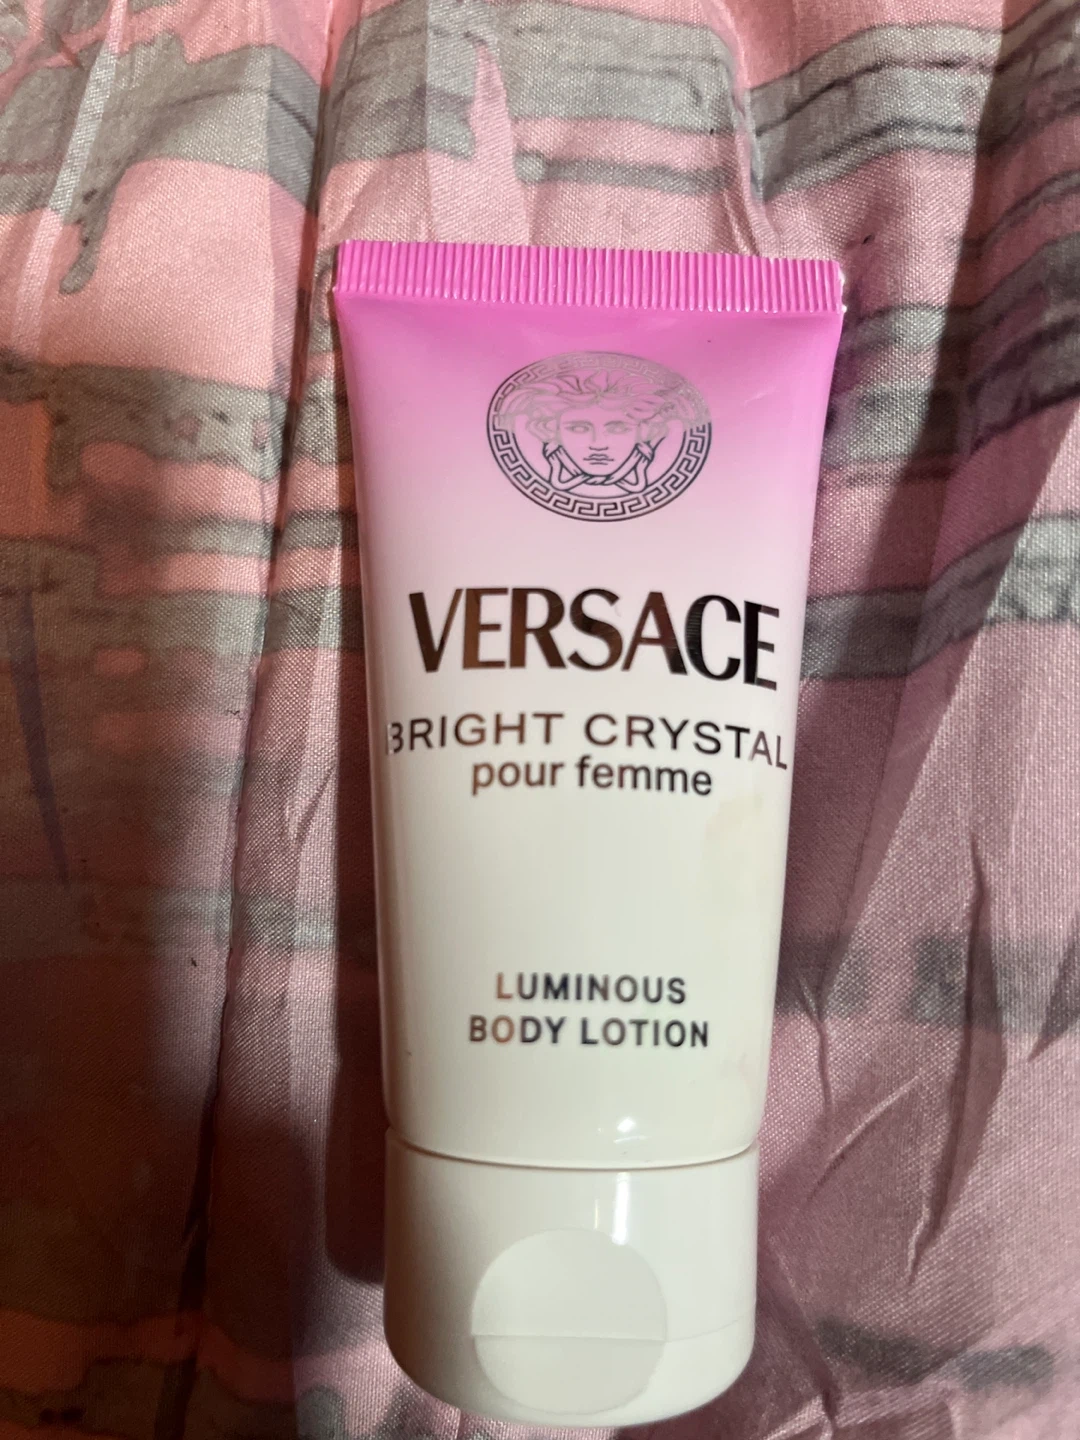 VERSACE
BRIGHT CRYSTAL
pour femme
LUMINOUS
BODY LOTION